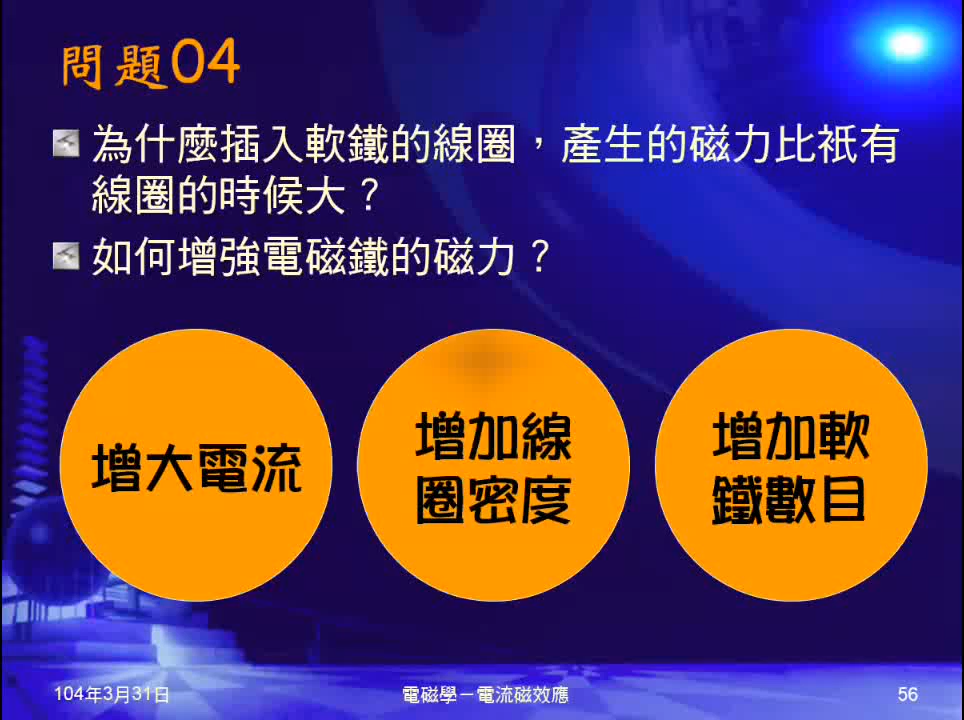 問題04
為什麼插入軟鐵的線圈，產生的磁力比祇有
線圈的時候大？
如何增強電磁鐵的磁力？
增大電流
增加線
圈密度
增加軟
鐵數目
104年3月31日
電磁學－電流磁效應
56